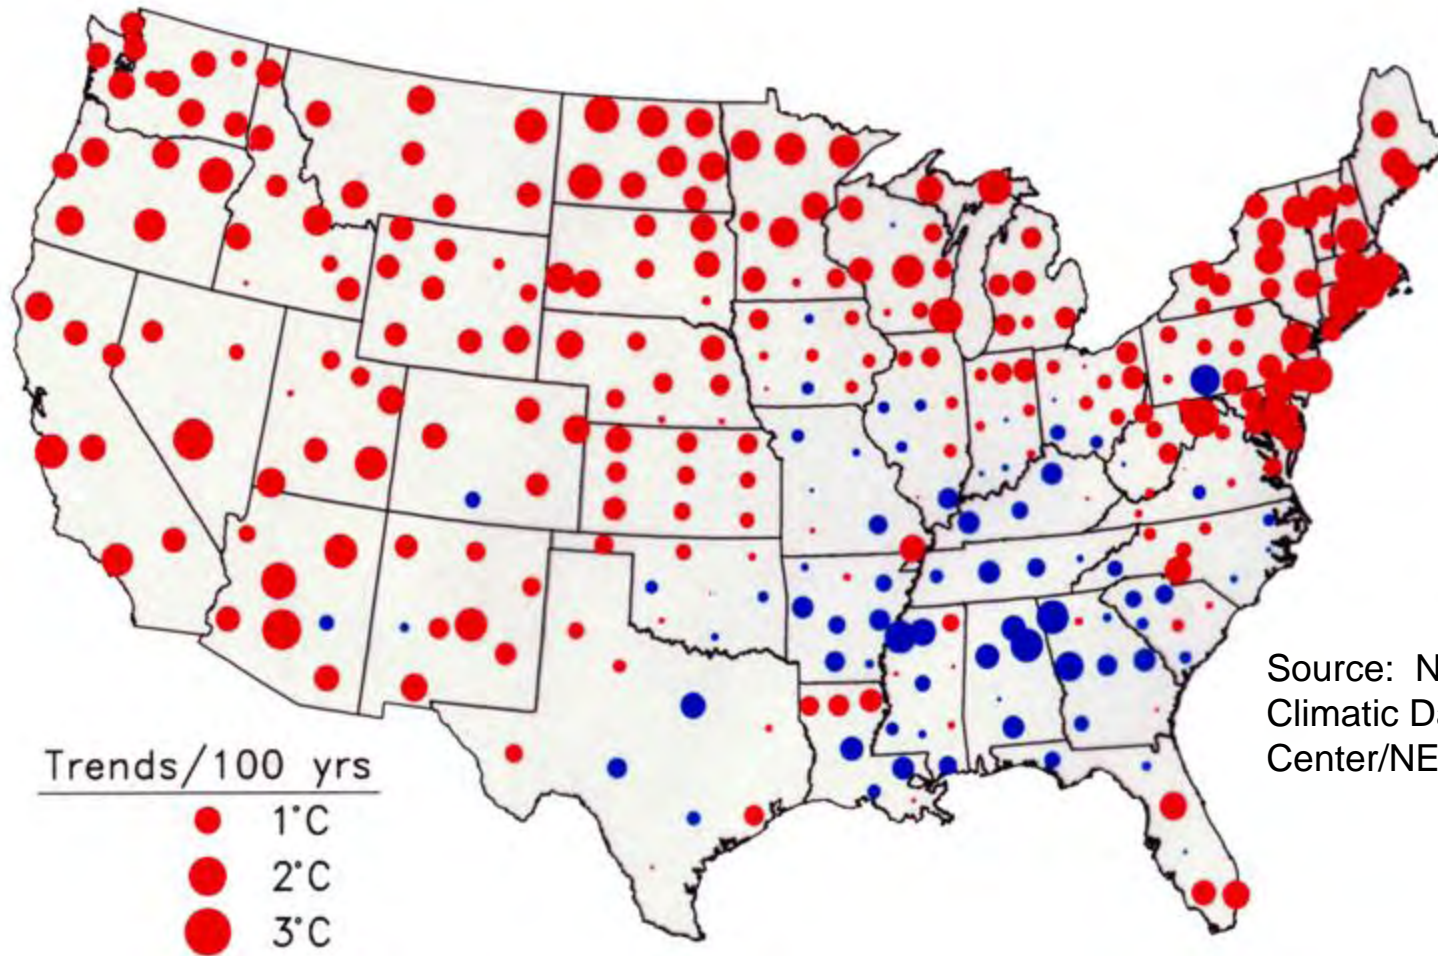 Source: N
Climatic Da
Center/NE
Trends/100 yrs
1°C
2°C
3°C